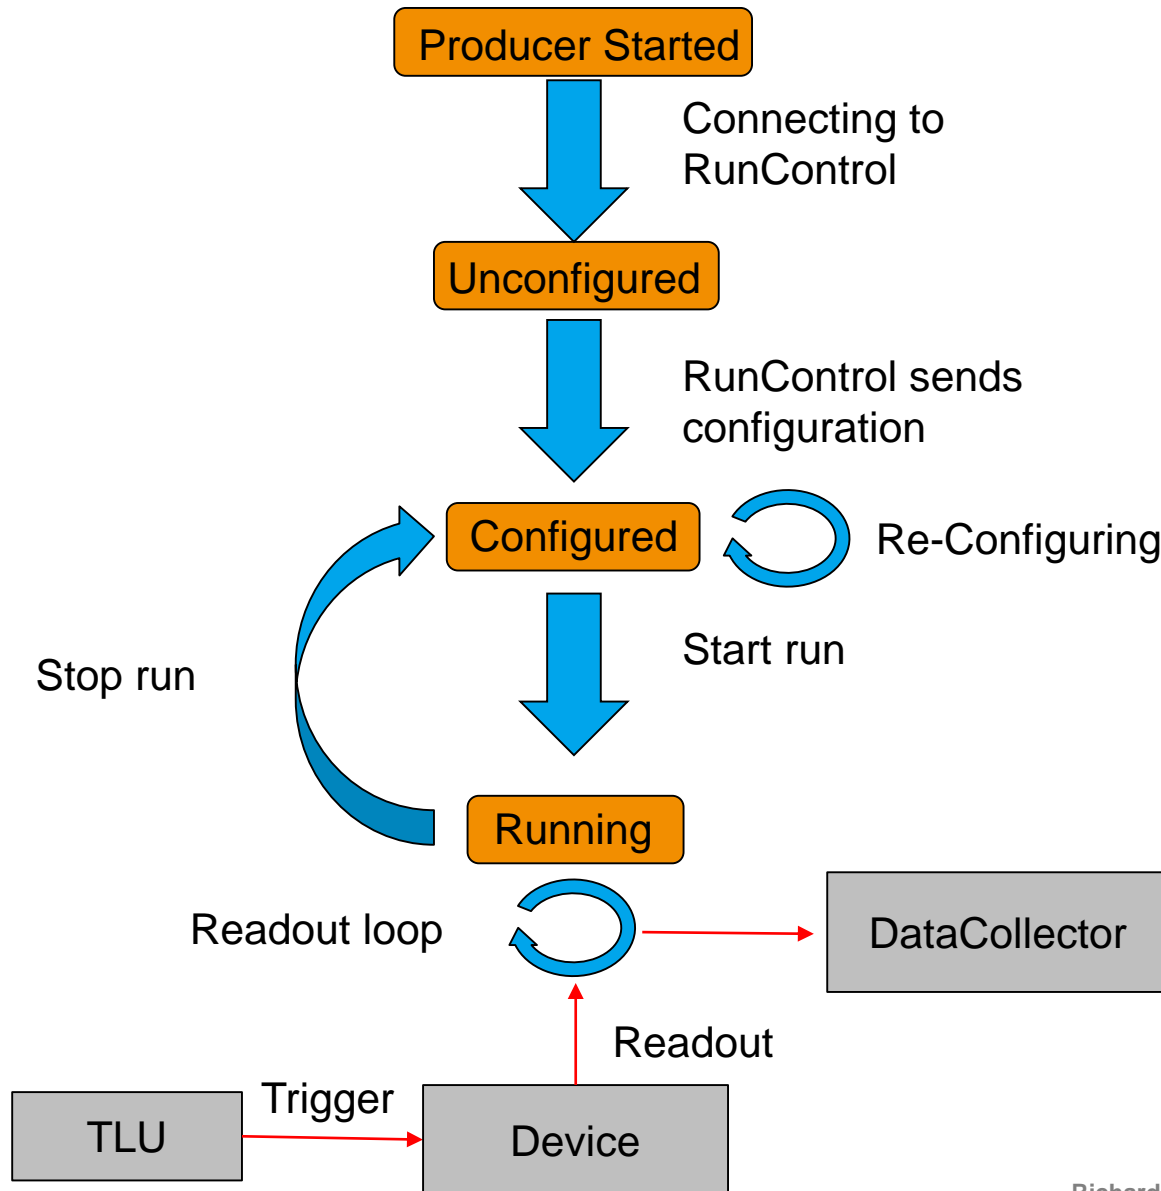 Producer Started
Connecting to
RunControl
Unconfigured
RunControl sends
configuration
Configured
Re-Configuring
Start run
Stop run
Running
Readout loop
DataCollector
Readout
Trigger
TLU
Device
Richard